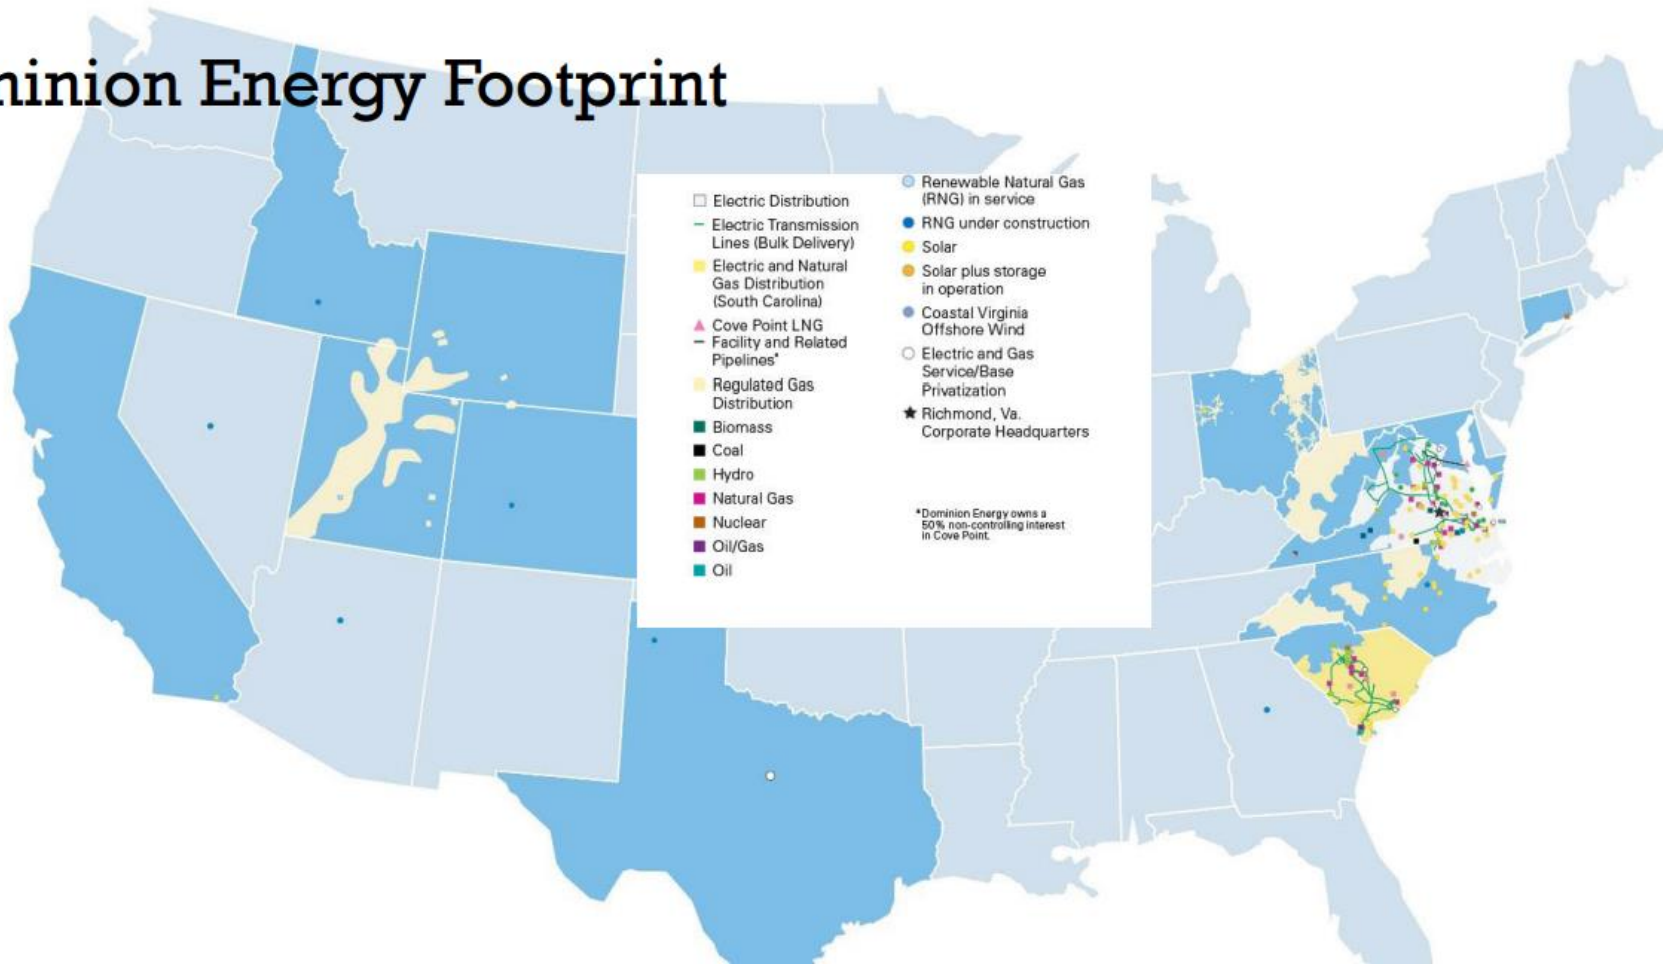 minion Energy Footprint
Electric Distribution
Electric Transmission
Lines (Bulk Delivery)
Electric and Natural
Gas Distribution
(South Carolina)
Cove Point LNG
Facility and Related
Pipelines*
Regulated Gas
Distribution
Biomass
Coal
Hydro
Natural Gas
Nuclear
Oil/Gas
Oil
Renewable Natural Gas
(RNG) in service
RNG under construction
Solar
Solar plus storage
in operation
Coastal Virginia
Offshore Wind
Electric and Gas
Service/Base
Privatization
Richmond, Va.
Corporate Headquarters
*Dominion Energy owns a
50% non-controlling interest
in Cove Point.